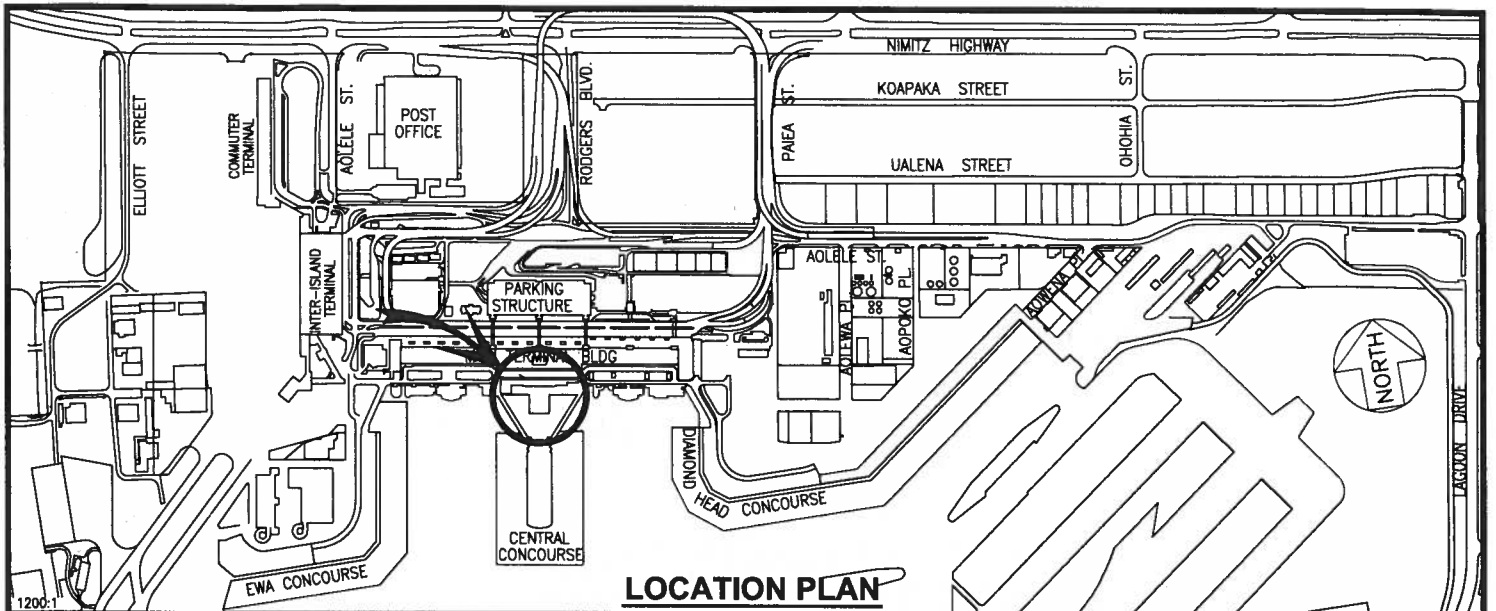 NIMITZ HIGHWAY
KOAPAKA STREET
UALENA STREET
ELLIOTT STREET
COMMUTER
TERMINAL
AOLELE ST.
POST
OFFICE
RODGERS BLVD.
PAIEA ST.
OHOHIA ST.
INTER-ISLAND
TERMINAL
PARKING
STRUCTURE
TERMINAL BLDG
AOLELE ST.
AOLEWA PL.
AOPOKO PL.
AOWENA PL.
NORTH
LAGOON DRIVE
DIAMOND
HEAD CONCOURSE
CENTRAL
CONCOURSE
EWA CONCOURSE
LOCATION PLAN
1200:1